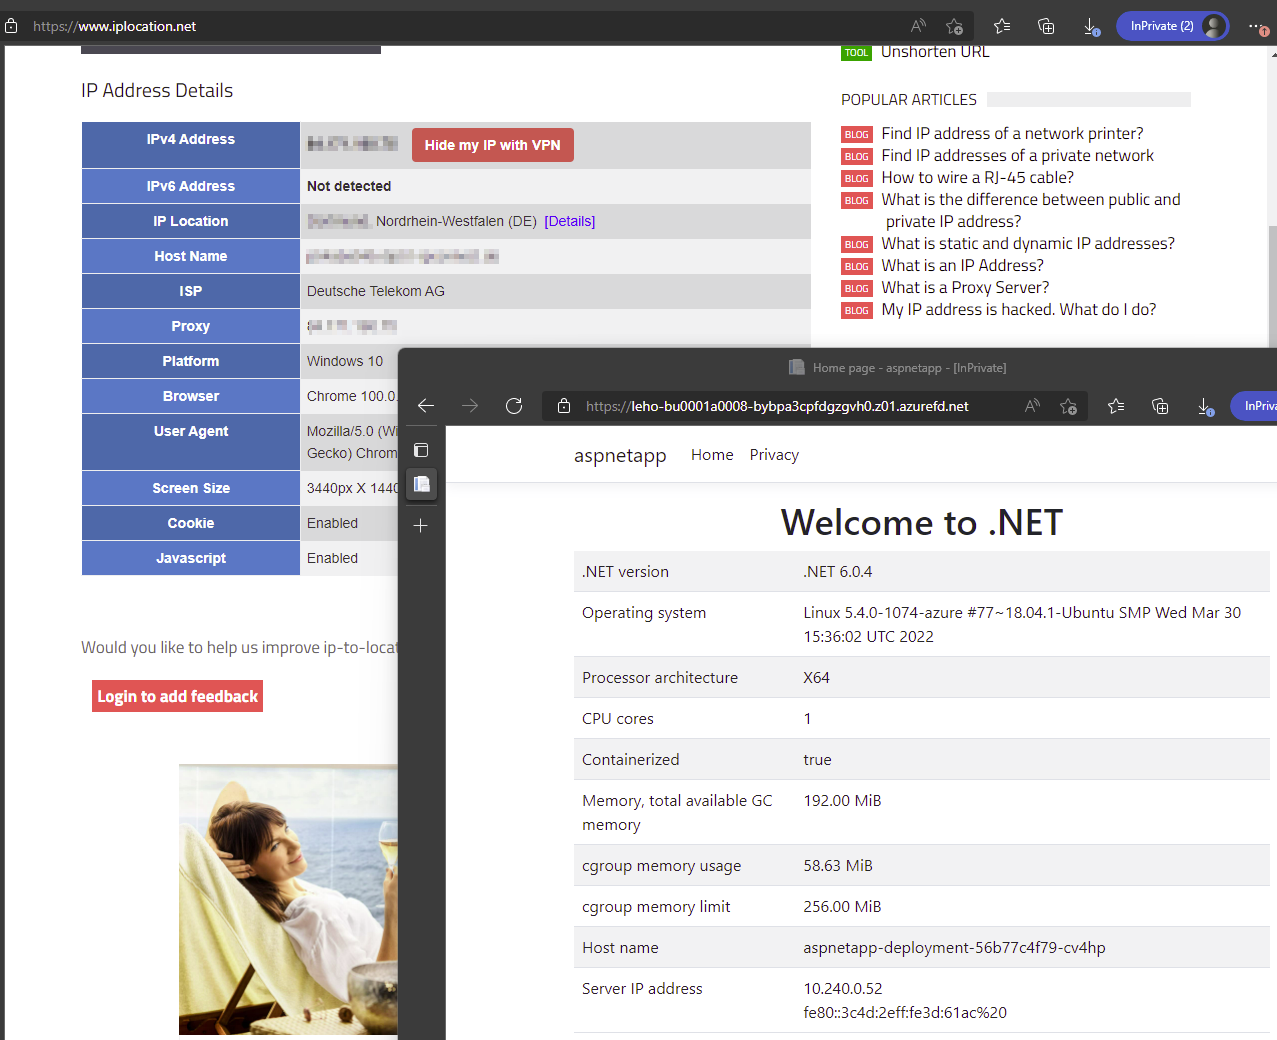 https://www.iplocation.net
InPrivate (2)
TOOL Unshorten URL
IP Address Details
POPULAR ARTICLES
BLOG Find IP address of a network printer?
BLOG Find IP addresses of a private network
BLOG How to wire a RJ-45 cable?
BLOG What is the difference between public and
private IP address?
BLOG What is static and dynamic IP addresses?
BLOG What is an IP Address?
BLOG What is a Proxy Server?
BLOG My IP address is hacked. What do I do?
IPv4 Address Hide my IP with VPN
IPv6 Address Not detected
IP Location Nordrhein-Westfalen (DE) [Details]
Host Name
ISP Deutsche Telekom AG
Proxy
Platform Windows 10
Browser Chrome 100.0.
User Agent Mozilla/5.0 (Wi
Gecko) Chrom
Screen Size 3440px X 1440
Cookie Enabled
Javascript Enabled
Would you like to help us improve ip-to-locat
Login to add feedback
Home page - aspnetapp - [InPrivate]
https://leho-bu0001a0008-bybpa3cpfdgzgvh0.z01.azurefd.net
InPriva
aspnetapp Home Privacy
Welcome to .NET
.NET version .NET 6.0.4
Operating system Linux 5.4.0-1074-azure #77~18.04.1-Ubuntu SMP Wed Mar 30
15:36:02 UTC 2022
Processor architecture X64
CPU cores 1
Containerized true
Memory, total available GC 192.00 MiB
memory
cgroup memory usage 58.63 MiB
cgroup memory limit 256.00 MiB
Host name aspnetapp-deployment-56b77c4f79-cv4hp
Server IP address 10.240.0.52
fe80::3c4d:2eff:fe3d:61ac%20